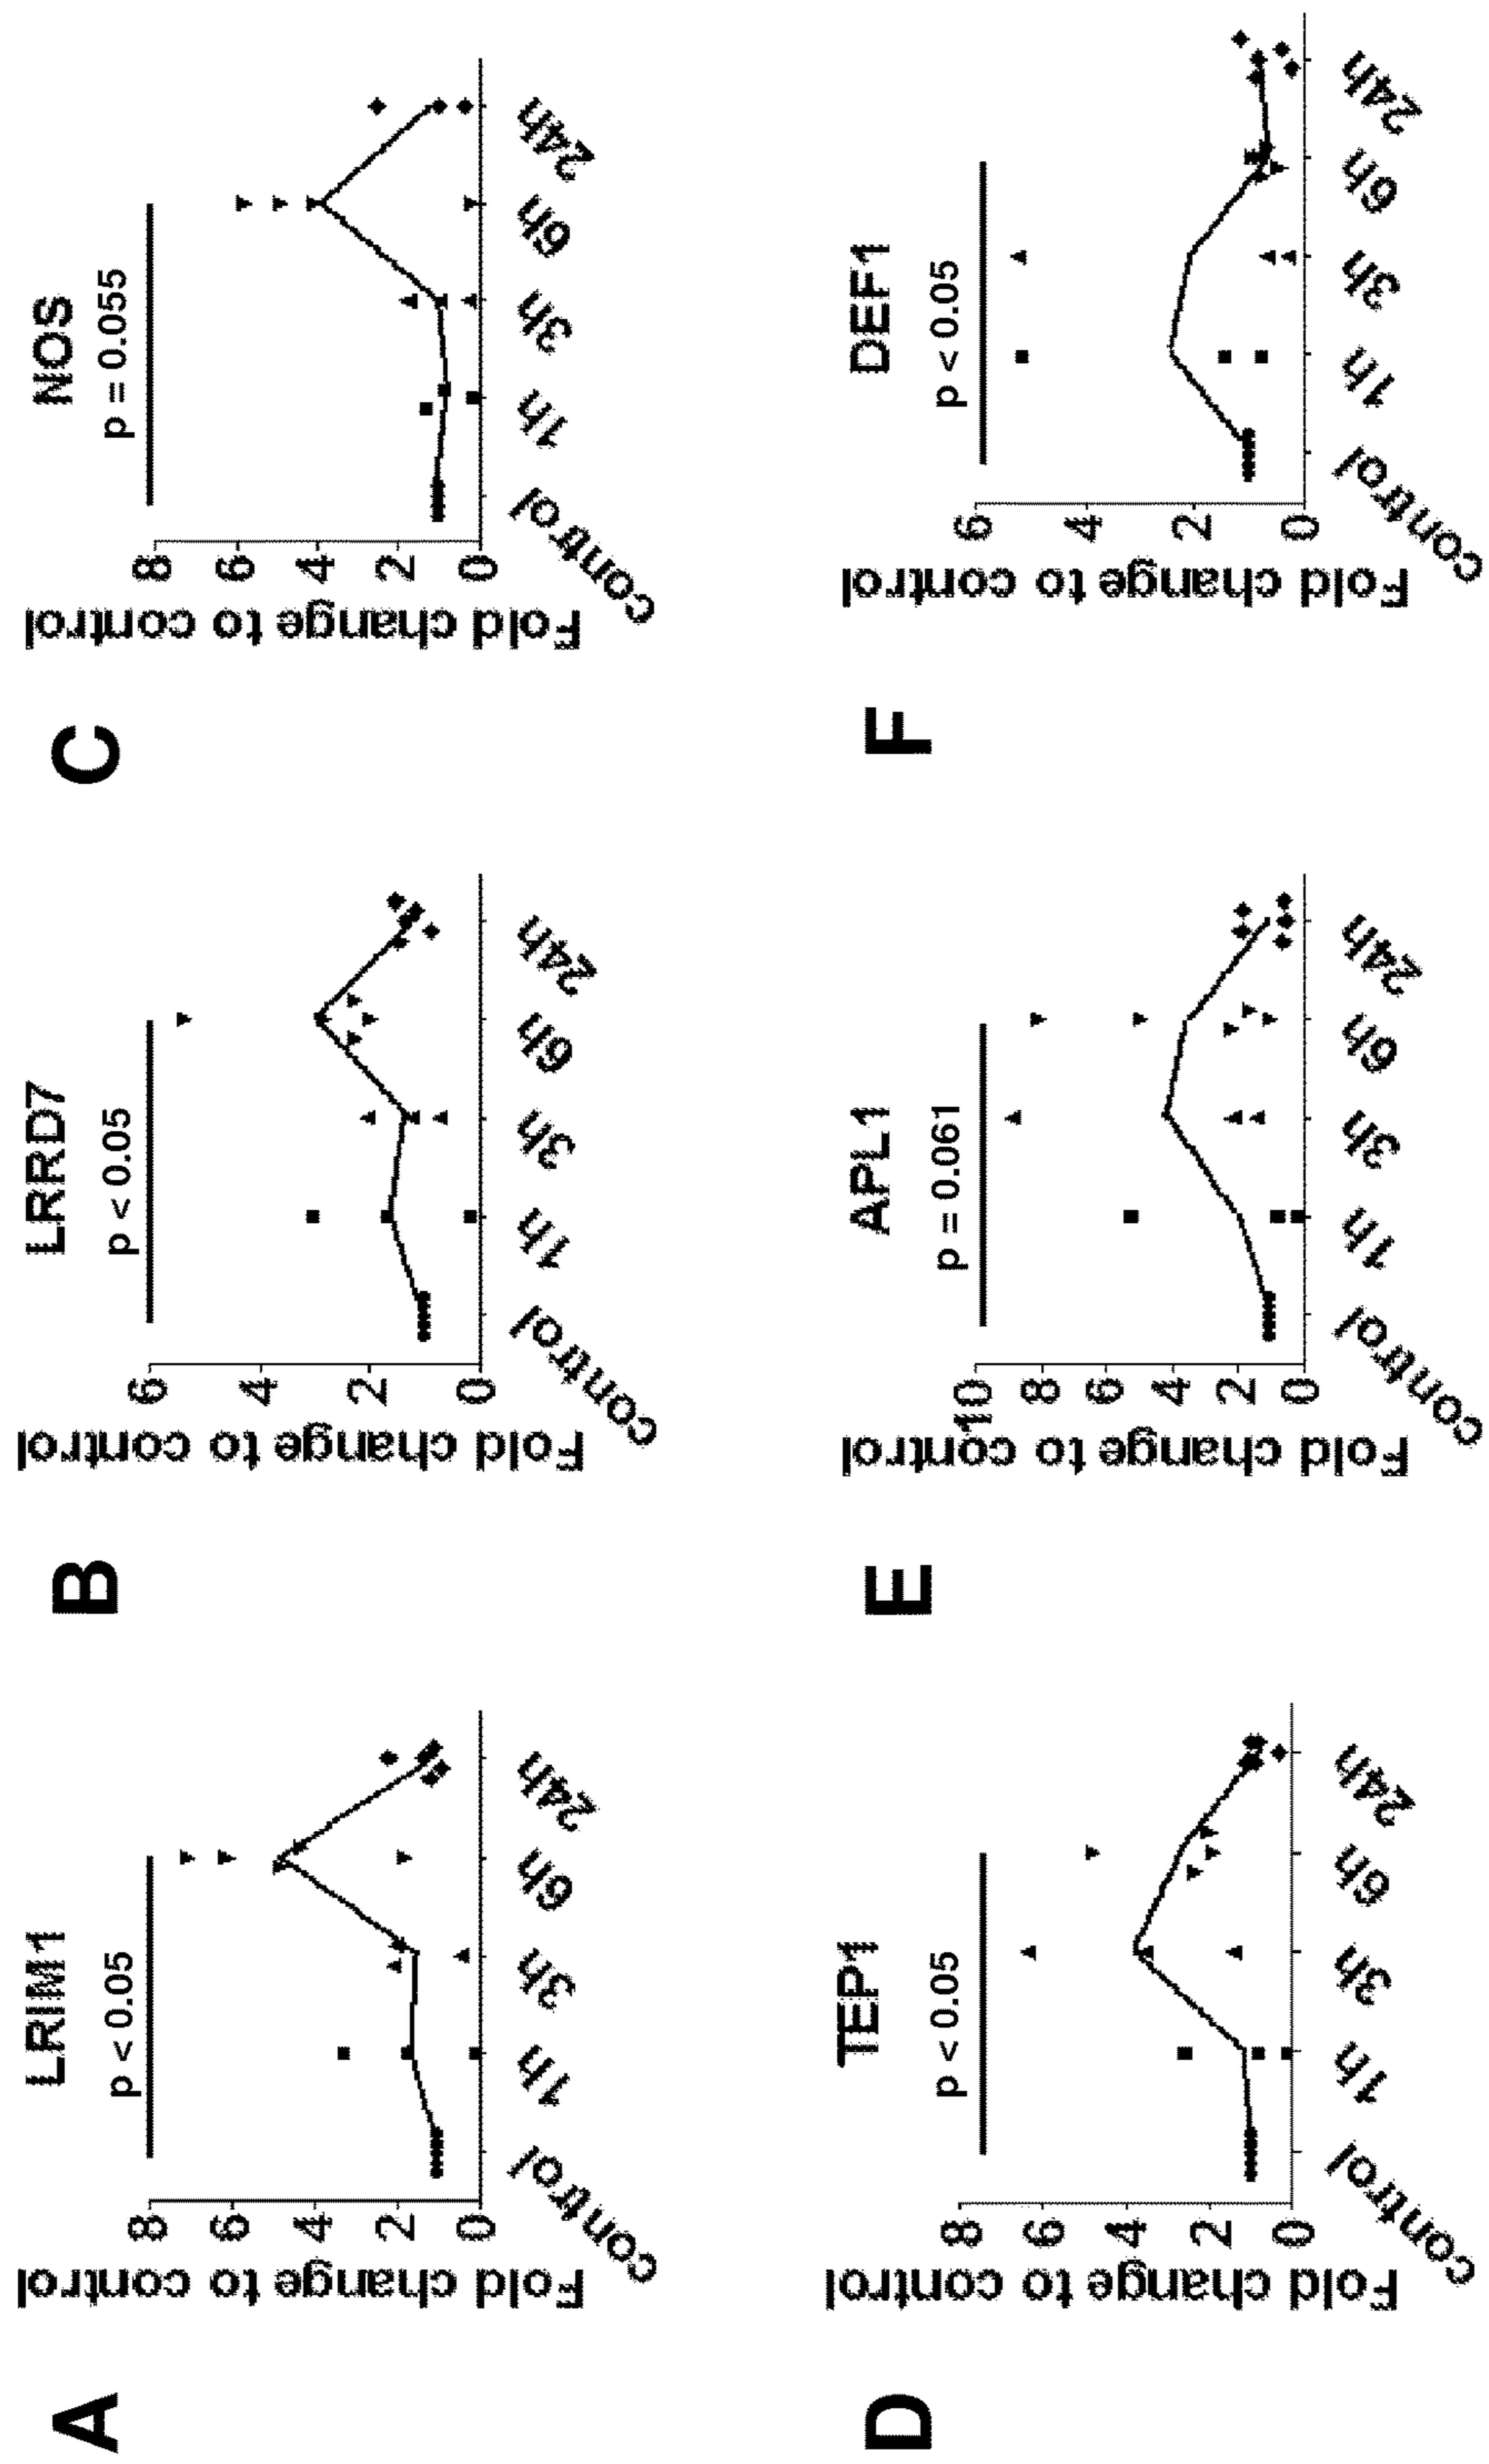 A
LRIM1
p < 0.05
Fold change to control
8
6
4
2
0
control
1h
3h
6h
24h
B
LRRD7
p < 0.05
Fold change to control
6
4
2
0
control
1h
3h
6h
24h
C
NOS
p = 0.055
Fold change to control
8
6
4
2
0
control
1h
3h
6h
24h
D
TEP1
p < 0.05
Fold change to control
8
6
4
2
0
control
1h
3h
6h
24h
E
APL1
p = 0.061
Fold change to control
10
8
6
4
2
0
control
1h
3h
6h
24h
F
DEF1
p < 0.05
Fold change to control
6
4
2
0
control
1h
3h
6h
24h